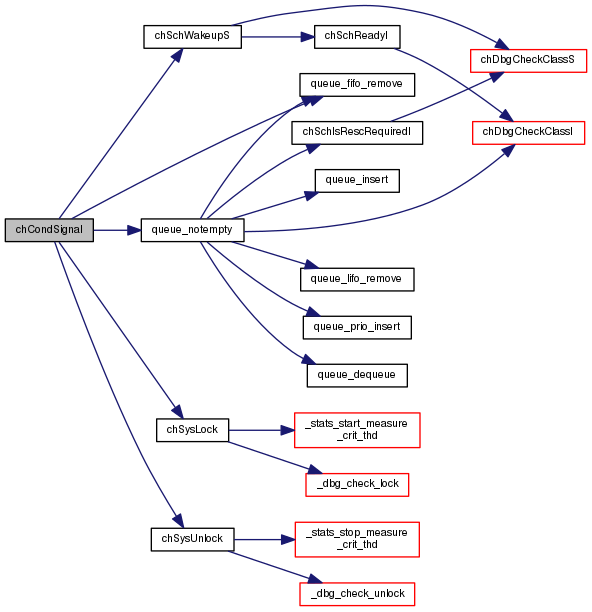 chSchWakeupS
chSchReadyI
chDbgCheckClassS
queue_fifo_remove
chSchIsRescRequiredI
chDbgCheckClassI
queue_insert
chCondSignal
queue_notempty
queue_lifo_remove
queue_prio_insert
queue_dequeue
chSysLock
_stats_start_measure
_crit_thd
_dbg_check_lock
chSysUnlock
_stats_stop_measure
_crit_thd
_dbg_check_unlock